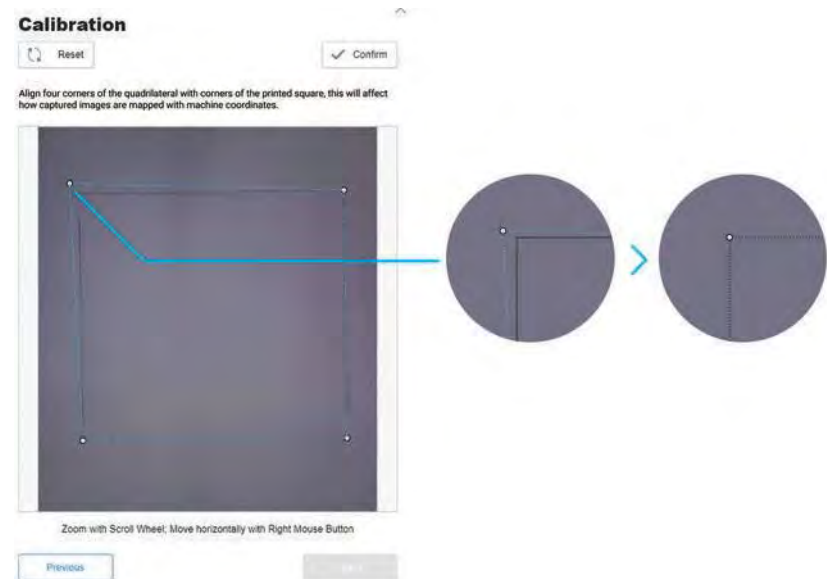 Calibration
Reset
Confirm
Align four corners of the quadrilateral with corners of the printed square, this will affect
how captured images are mapped with machine coordinates.
Zoom with Scroll Wheel; Move horizontally with Right Mouse Button
Previous